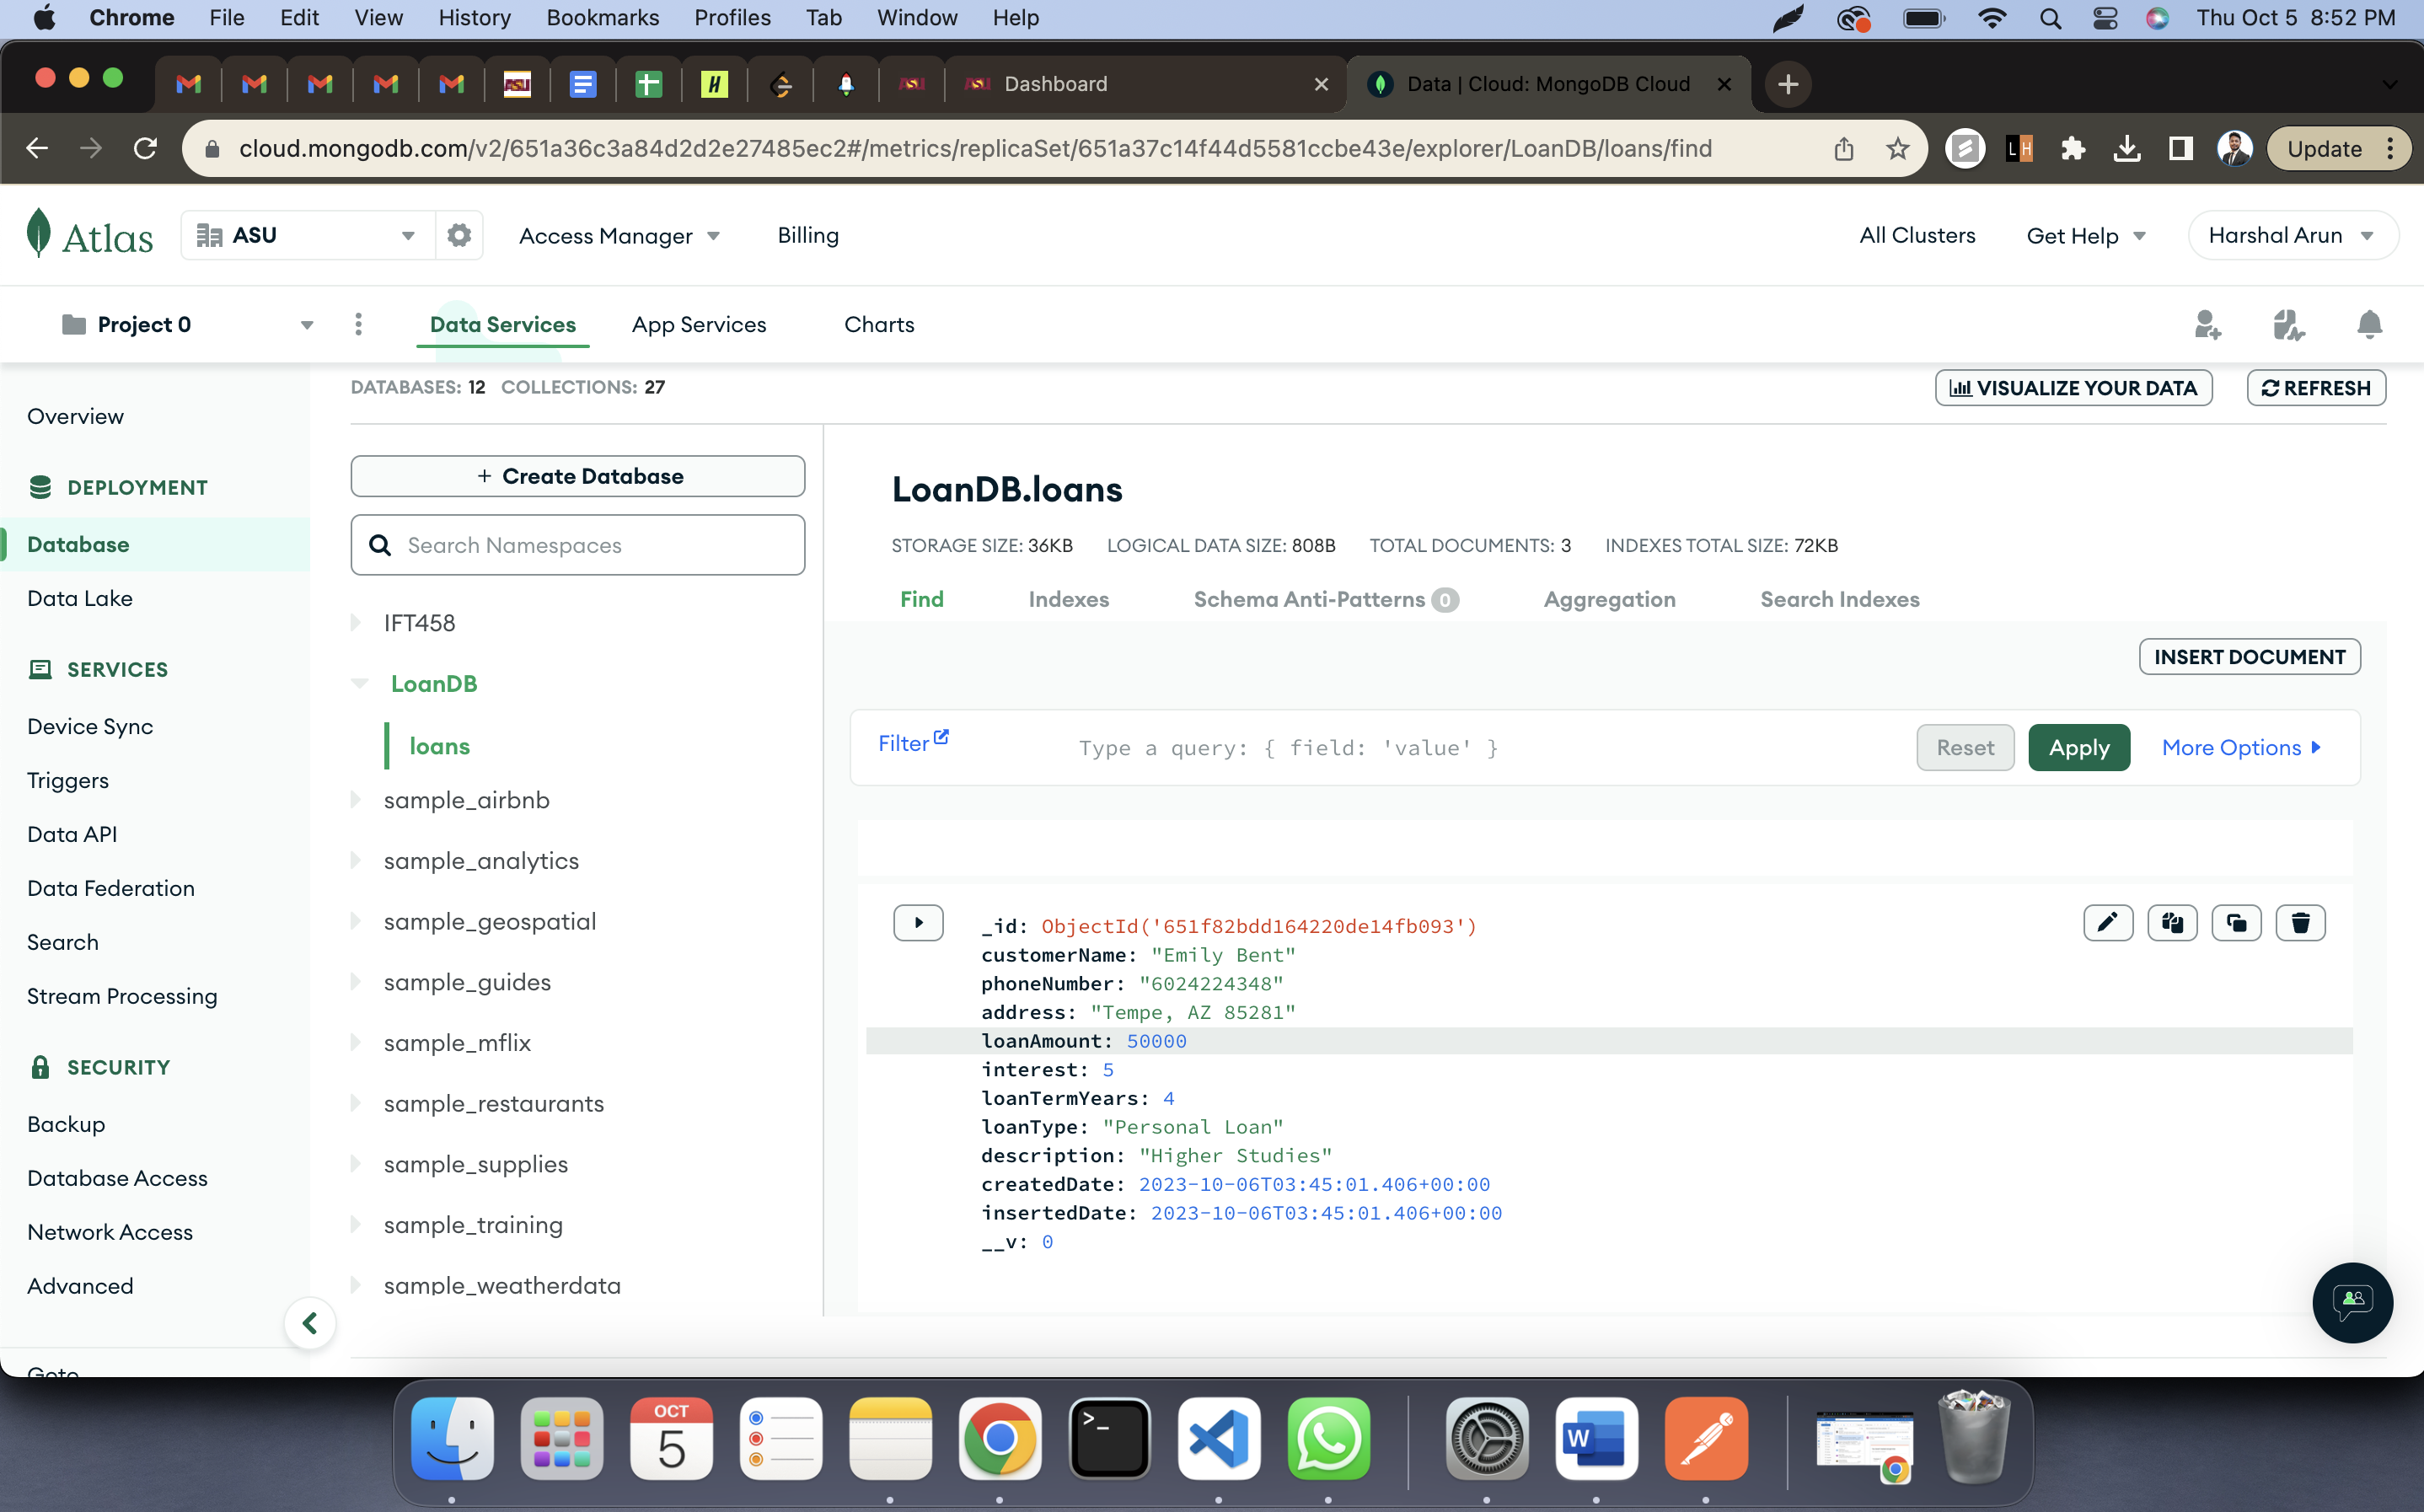 Chrome File Edit View History Bookmarks Profiles Tab Window Help Thu Oct 5 8:52 PM
ASU H ASU ASU Dashboard Data | Cloud: MongoDB Cloud
cloud.mongodb.com/v2/651a36c3a84d2d2e27485ec2#/metrics/replicaSet/651a37c14f44d5581ccbe43e/explorer/LoanDB/loans/find LH Update
Atlas ASU Access Manager Billing All Clusters Get Help Harshal Arun
Project 0 Data Services App Services Charts
DATABASES: 12 COLLECTIONS: 27 VISUALIZE YOUR DATA REFRESH
Overview
DEPLOYMENT
Database
Data Lake
SERVICES
Device Sync
Triggers
Data API
Data Federation
Search
Stream Processing
SECURITY
Backup
Database Access
Network Access
Advanced
Goto
+ Create Database
Search Namespaces
IFT458
LoanDB
loans
sample_airbnb
sample_analytics
sample_geospatial
sample_guides
sample_mflix
sample_restaurants
sample_supplies
sample_training
sample_weatherdata
LoanDB.loans
STORAGE SIZE: 36KB LOGICAL DATA SIZE: 808B TOTAL DOCUMENTS: 3 INDEXES TOTAL SIZE: 72KB
Find Indexes Schema Anti-Patterns 0 Aggregation Search Indexes
INSERT DOCUMENT
Filter Type a query: { field: 'value' } Reset Apply More Options
_id: ObjectId('651f82bdd164220de14fb093')
customerName: "Emily Bent"
phoneNumber: "6024224348"
address: "Tempe, AZ 85281"
loanAmount: 50000
interest: 5
loanTermYears: 4
loanType: "Personal Loan"
description: "Higher Studies"
createdDate: 2023-10-06T03:45:01.406+00:00
insertedDate: 2023-10-06T03:45:01.406+00:00
__v: 0
OCT
5
>_
W